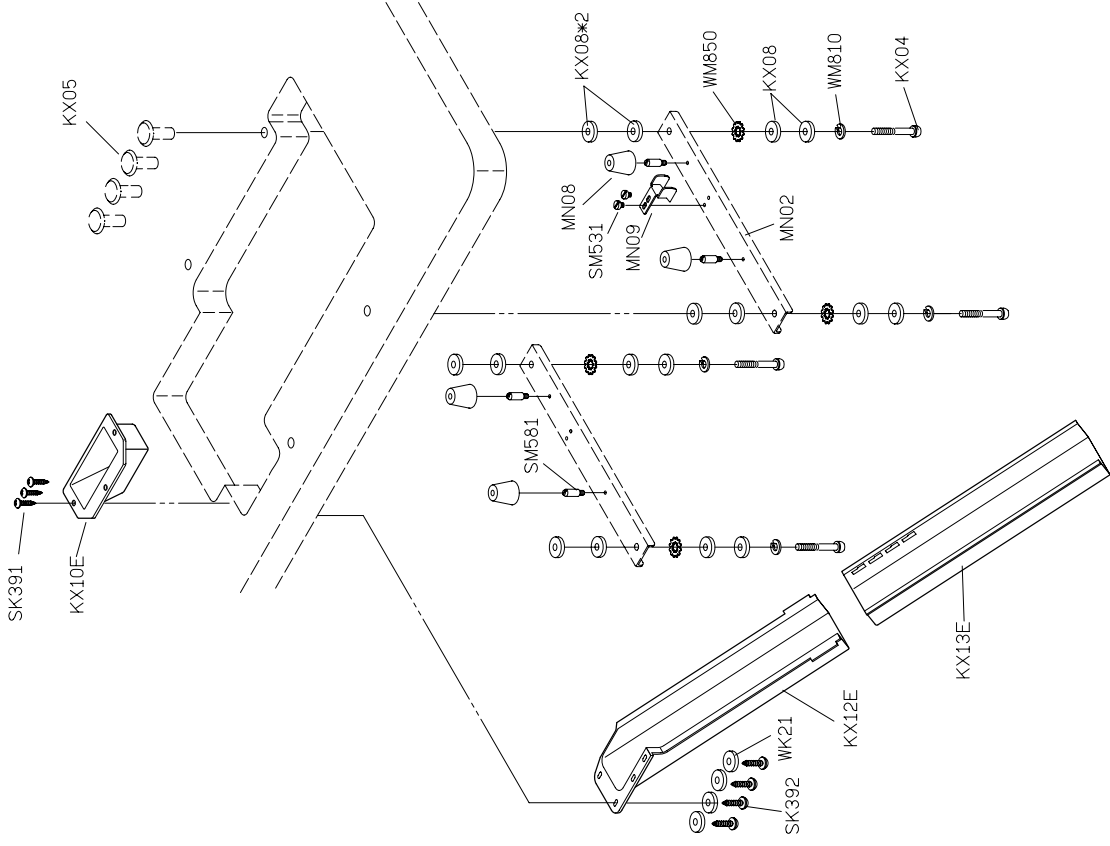 KX05
KX08*2
WM850
KX08
WM810
KX04
MN08
SM531
MN09
MN02
SK391
KX10E
SM581
KX13E
KX12E
WK21
SK392